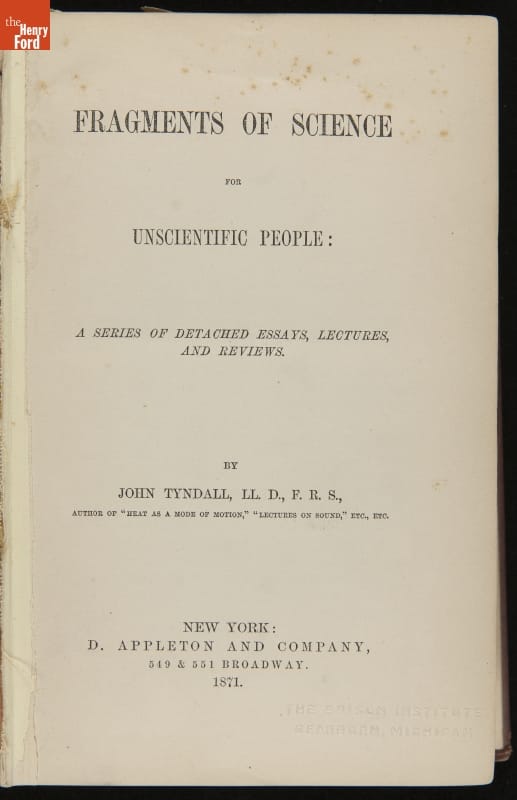 the
Henry
Ford
FRAGMENTS OF SCIENCE
FOR
UNSCIENTIFIC PEOPLE:
A SERIES OF DETACHED ESSAYS, LECTURES,
AND REVIEWS.
BY
JOHN TYNDALL, LL. D., F. R. S.,
AUTHOR OF "HEAT AS A MODE OF MOTION," "LECTURES ON SOUND," ETC., ETC.
NEW YORK:
D. APPLETON AND COMPANY,
549 & 551 BROADWAY.
1871.
THE EDISON INSTITUTE
DEARBORN, MICHIGAN